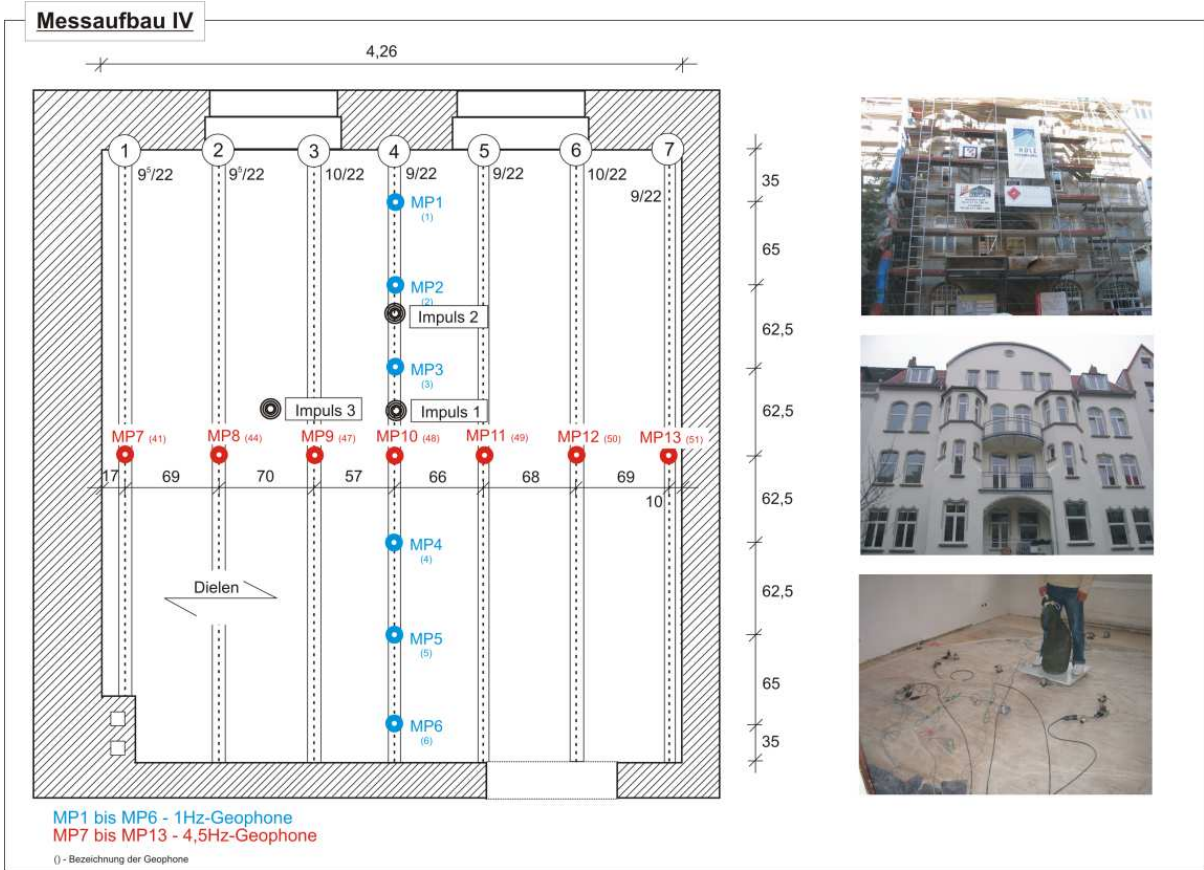 Messaufbau IV
4,26
1 2 3 4 5 6 7
9⁵/22 9⁵/22 10/22 9/22 9/22 10/22
9/22
35
MP1
(1)
65
MP2
(2)
Impuls 2
62,5
MP3
(3)
62,5
Impuls 3 Impuls 1
MP7 (41) MP8 (44) MP9 (47) MP10 (48) MP11 (49) MP12 (50) MP13 (51)
17 69 70 57 66 68 69
10
62,5
MP4
(4)
Dielen
62,5
MP5
(5)
65
MP6
(6)
35
MP1 bis MP6 - 1Hz-Geophone
MP7 bis MP13 - 4,5Hz-Geophone
() - Bezeichnung der Geophone